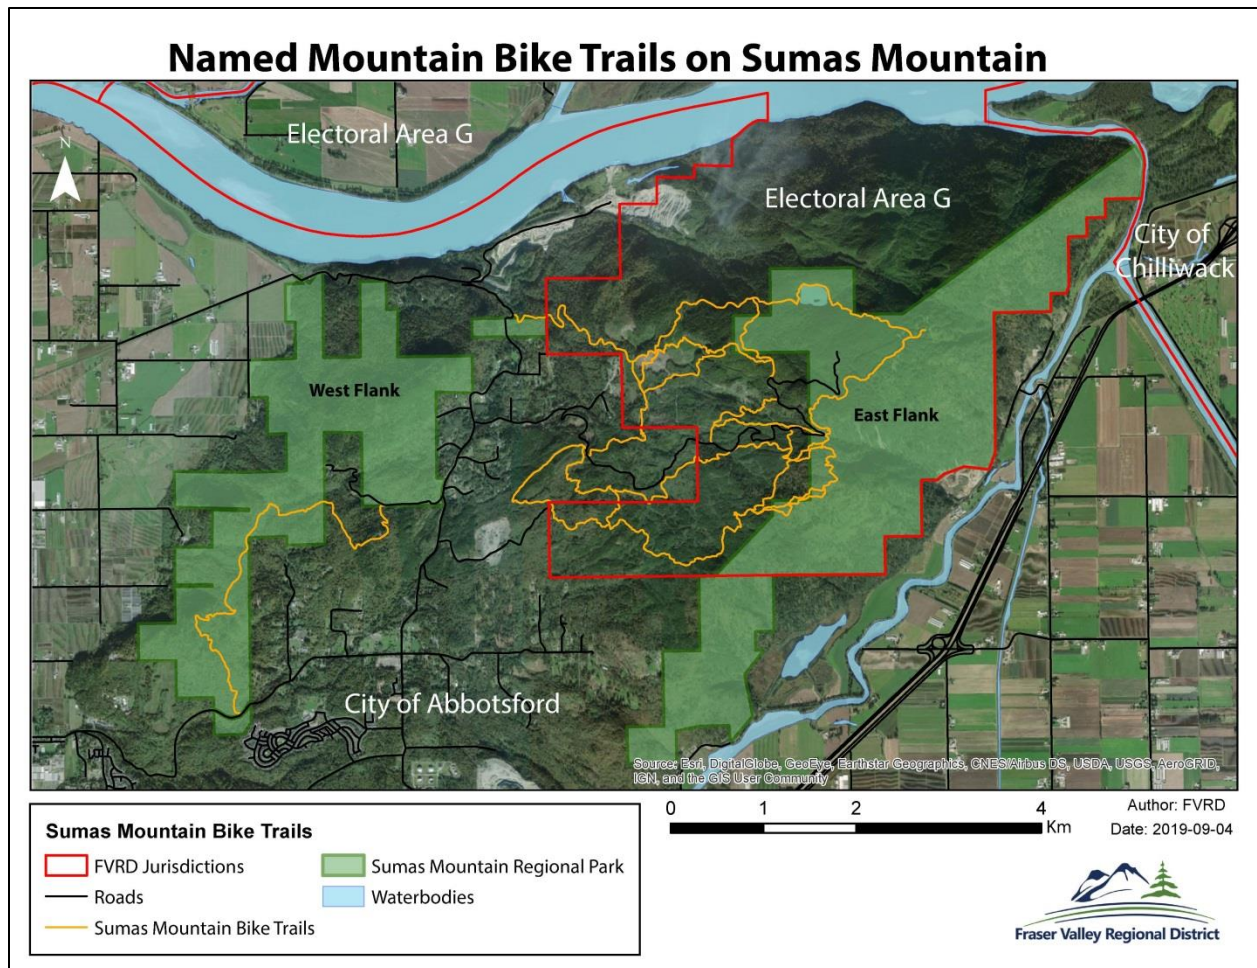 Named Mountain Bike Trails on Sumas Mountain
Electoral Area G
N
Electoral Area G
City of
Chilliwack
West Flank
East Flank
City of Abbotsford
Source: Esri, DigitalGlobe, GeoEye, Earthstar Geographics, CNES/Airbus DS, USDA, USGS, AeroGRID,
IGN, and the GIS User Community
0 1 2 4
Km
Author: FVRD
Date: 2019-09-04
Sumas Mountain Bike Trails
FVRD Jurisdictions
Sumas Mountain Regional Park
Roads
Waterbodies
Sumas Mountain Bike Trails
Fraser Valley Regional District